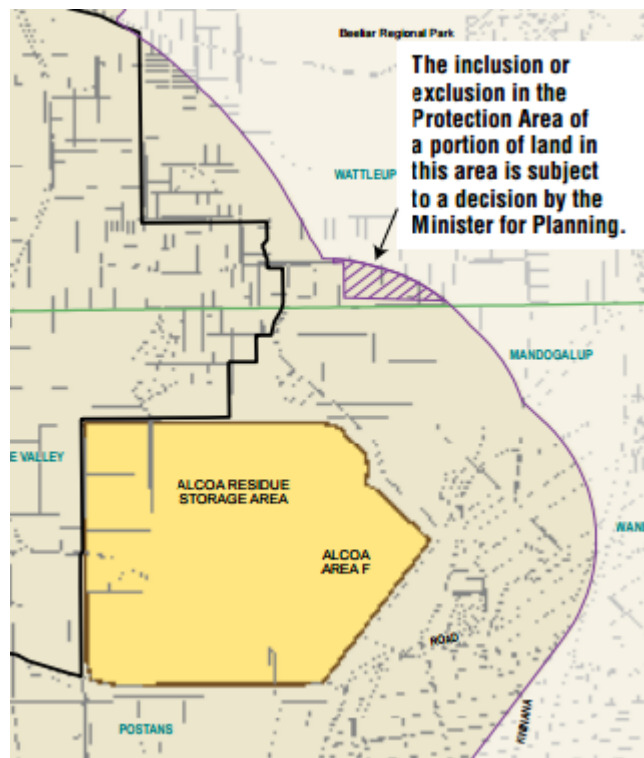 Beeliar Regional Park
The inclusion or
exclusion in the
Protection Area of
a portion of land in
this area is subject
to a decision by the
Minister for Planning.
WATTLEUP
MANDOGALUP
E VALLEY
ALCOA RESIDUE
STORAGE AREA
WAND
ALCOA
AREA F
ROAD
KWINANA
POSTANS